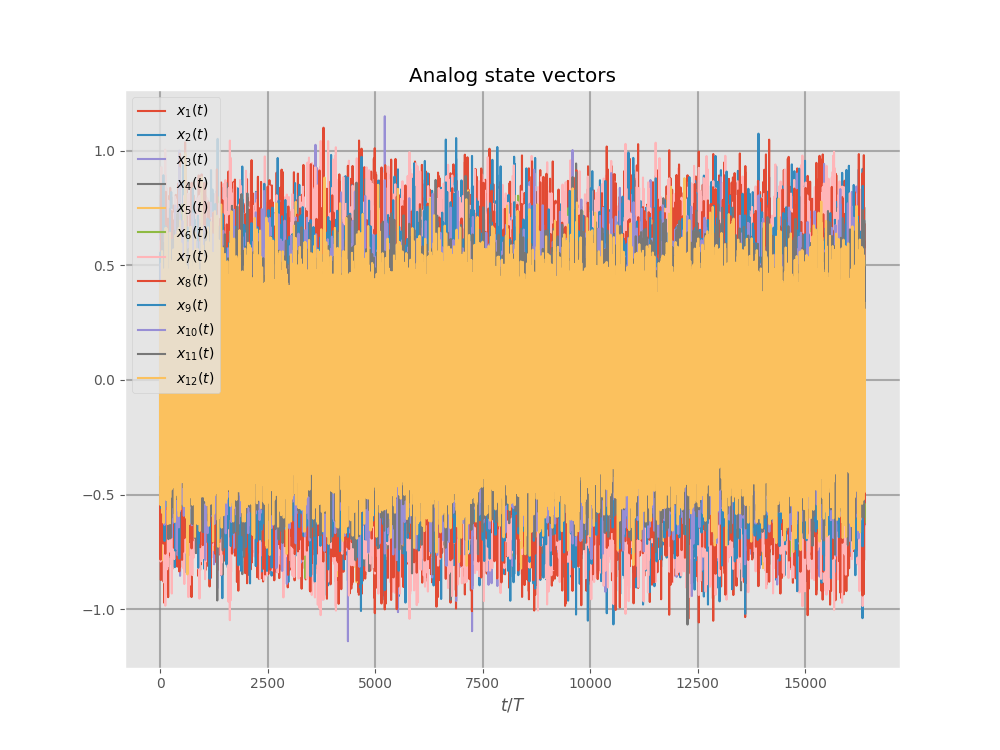 Analog state vectors
x₁(t)
x₂(t)
x₃(t)
x₄(t)
x₅(t)
x₆(t)
x₇(t)
x₈(t)
x₉(t)
x₁₀(t)
x₁₁(t)
x₁₂(t)
1.0
0.5
0.0
−0.5
−1.0
0 2500 5000 7500 10000 12500 15000
t/T